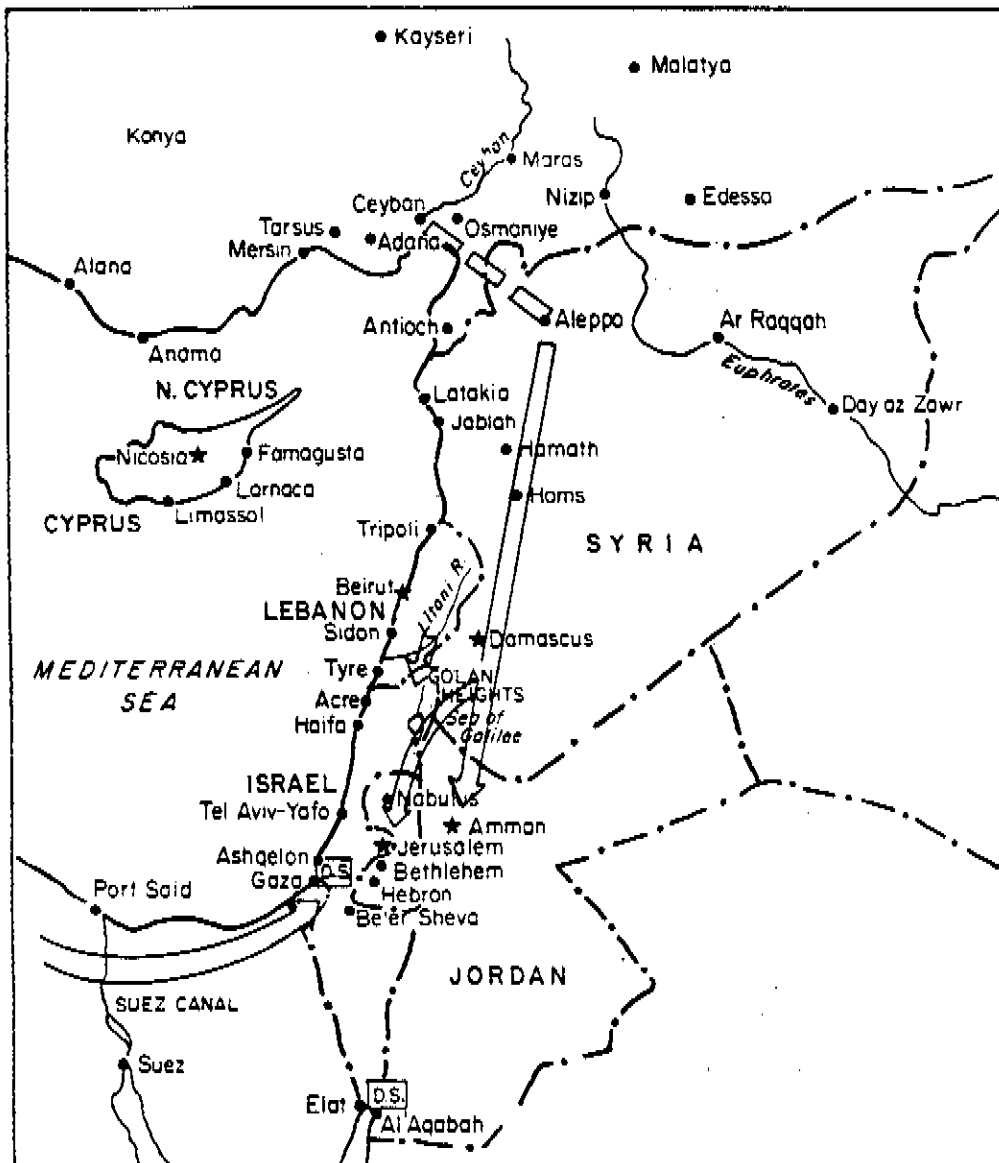 Kayseri
Malatya
Konya
Ceyhan
Maras
Nizip
Edessa
Ceyban
Osmaniye
Tarsus
Adana
Mersin
Alana
Antioch
Aleppo
Ar Raqqah
Anama
Euphrates
N. CYPRUS
Latakia
Day az Zawr
Jablah
Nicosia
Famagusta
Hamath
Larnaca
Homs
CYPRUS
Limassol
Tripoli
SYRIA
Litani R.
Beirut
LEBANON
Sidon
Damascus
MEDITERRANEAN
SEA
Tyre
GOLAN
HEIGHTS
Acre
Haifa
Sea of
Galilee
ISRAEL
Nabulus
Tel Aviv-Yafo
Amman
Jerusalem
Ashqelon
D.S.
Bethlehem
Gaza
Hebron
Port Said
Be'er Sheva
JORDAN
SUEZ CANAL
Suez
D.S.
Elat
Al Aqabah